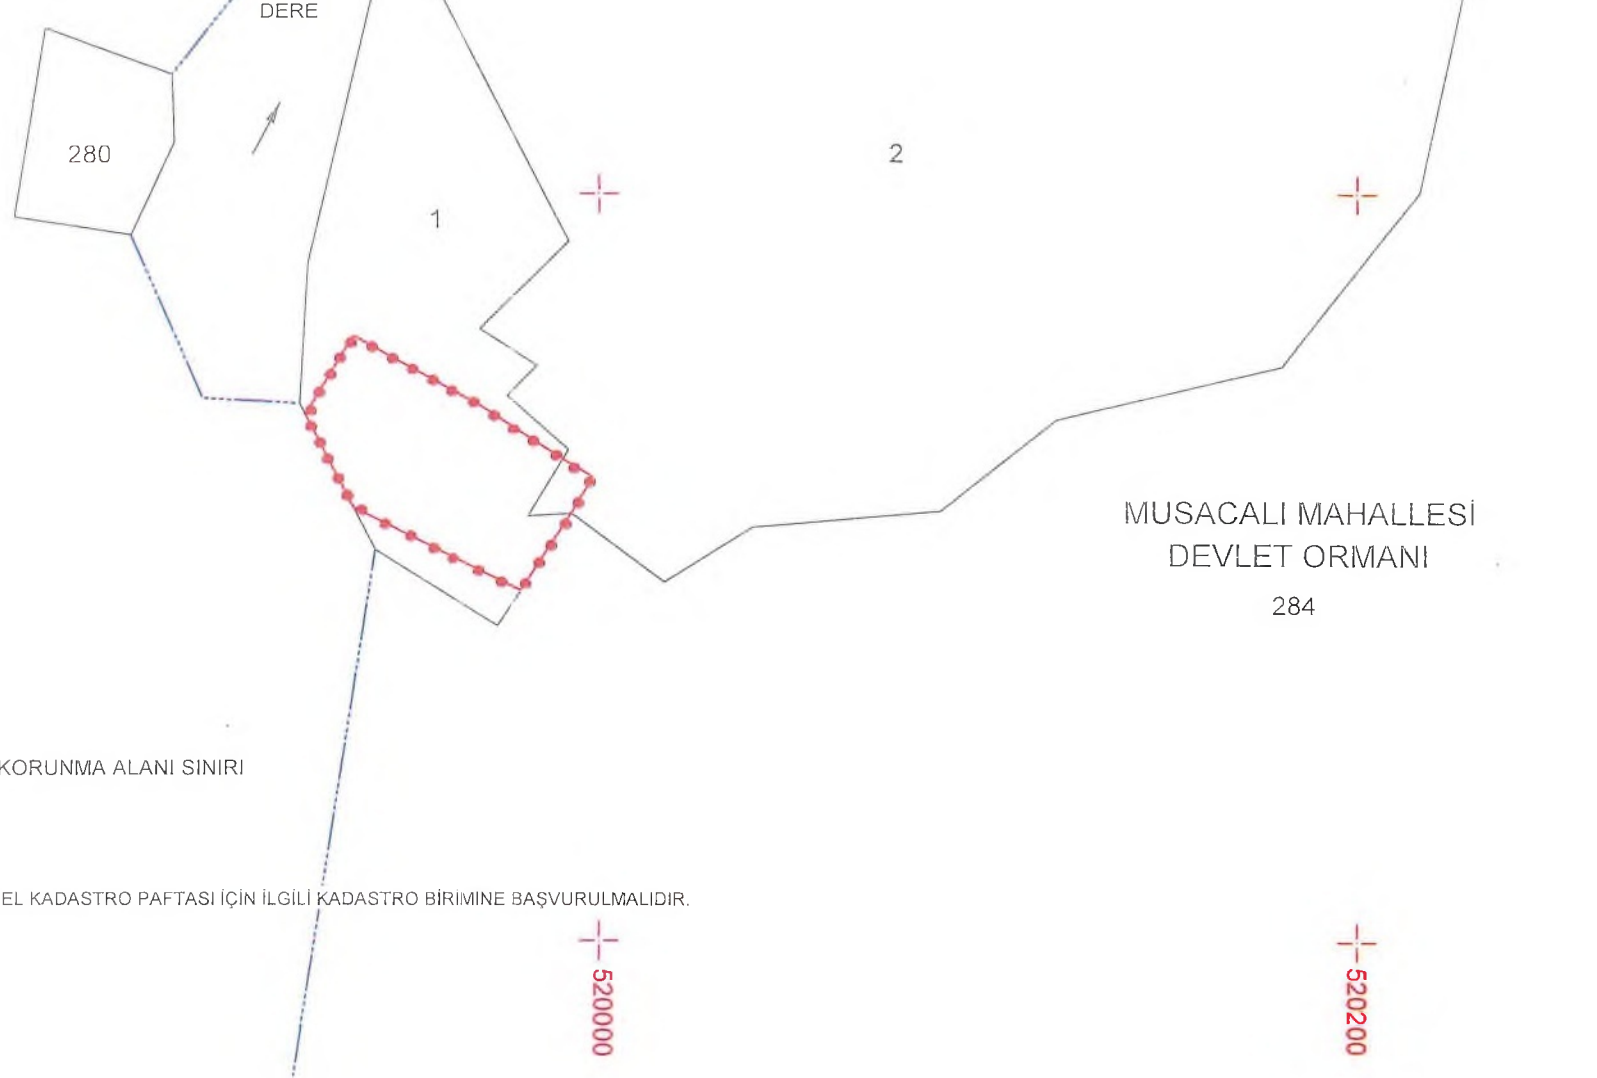 DERE
280
2
1
MUSACALI MAHALLESİ
DEVLET ORMANI
284
KORUNMA ALANI SINIRI
EL KADASTRO PAFTASI İÇİN İLGİLİ KADASTRO BİRİMİNE BAŞVURULMALIDIR.
520000
520200